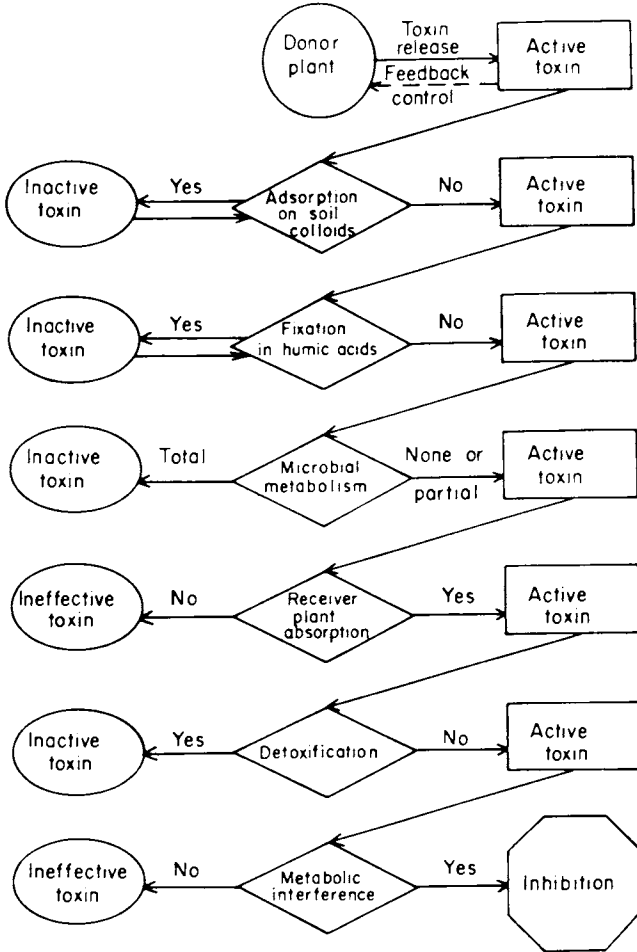 Donor
plant
Toxin
release
Feedback
control
Active
toxin
Inactive
toxin
Yes
Adsorption
on soil
colloids
No
Active
toxin
Inactive
toxin
Yes
Fixation
in humic acids
No
Active
toxin
Inactive
toxin
Total
Microbial
metabolism
None or
partial
Active
toxin
Ineffective
toxin
No
Receiver
plant
absorption
Yes
Active
toxin
Inactive
toxin
Yes
Detoxification
No
Active
toxin
Ineffective
toxin
No
Metabolic
interference
Yes
Inhibition